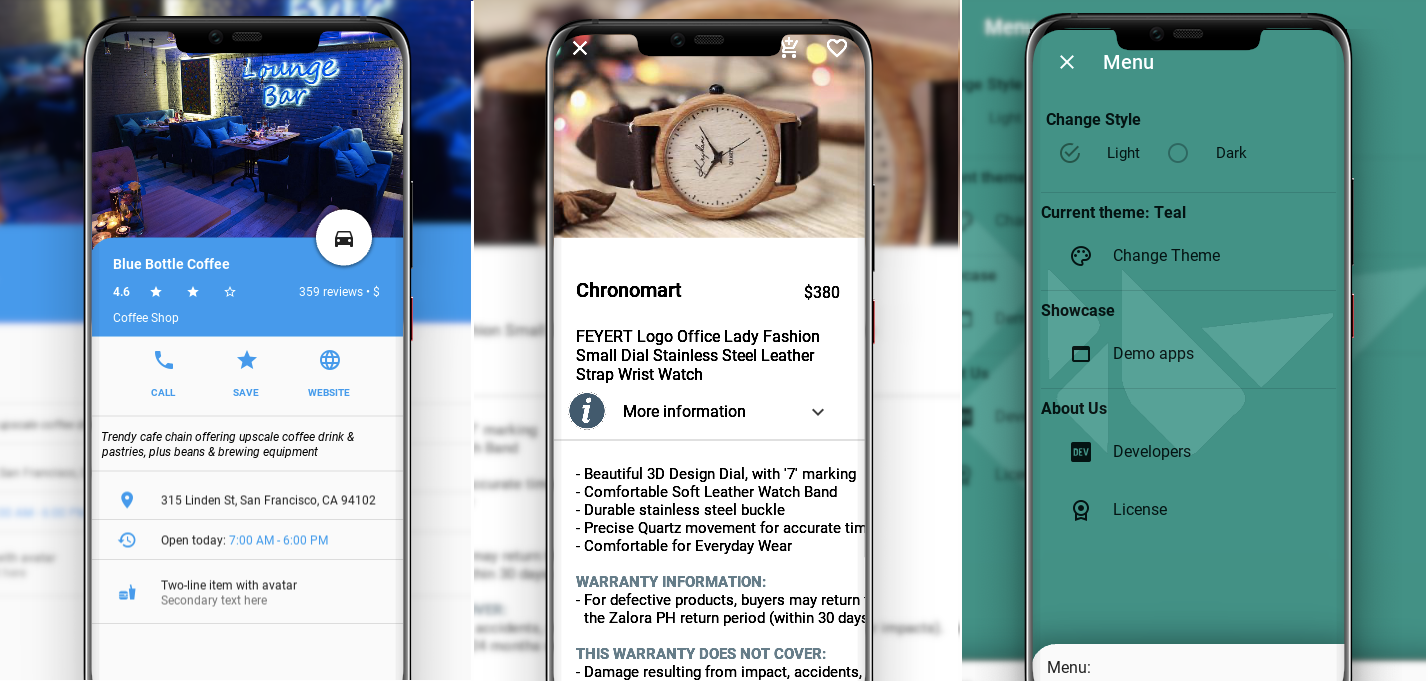 Lounge
Bar
Blue Bottle Coffee
4.6
359 reviews • $
Coffee Shop
CALL
SAVE
WEBSITE
Trendy cafe chain offering upscale coffee drink &
pastries, plus beans & brewing equipment
315 Linden St, San Francisco, CA 94102
Open today: 7:00 AM - 6:00 PM
Two-line item with avatar
Secondary text here
QUARTZ
Chronomart
$380
FEYERT Logo Office Lady Fashion
Small Dial Stainless Steel Leather
Strap Wrist Watch
i
More information
- Beautiful 3D Design Dial, with '7' marking
- Comfortable Soft Leather Watch Band
- Durable stainless steel buckle
- Precise Quartz movement for accurate tim
- Comfortable for Everyday Wear
WARRANTY INFORMATION:
- For defective products, buyers may return
the Zalora PH return period (within 30 days
THIS WARRANTY DOES NOT COVER:
- Damage resulting from impact, accidents,
Menu
Change Style
Light
Dark
Current theme: Teal
Change Theme
Showcase
Demo apps
About Us
DEV
Developers
License
Menu: